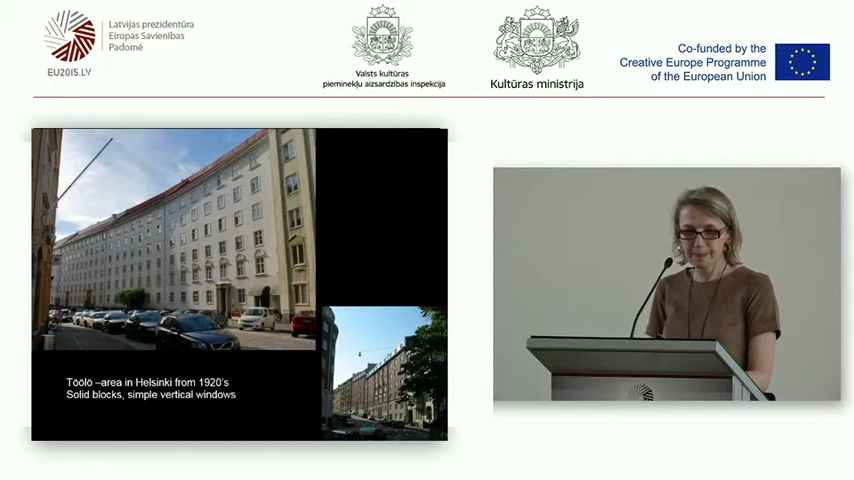 Latvijas prezidentūra
Eiropas Savienības
Padomē
EU2015.LV
Valsts kultūras
pieminekļu aizsardzības inspekcija
Kultūras ministrija
Co-funded by the
Creative Europe Programme
of the European Union
Töölö –area in Helsinki from 1920's
Solid blocks, simple vertical windows